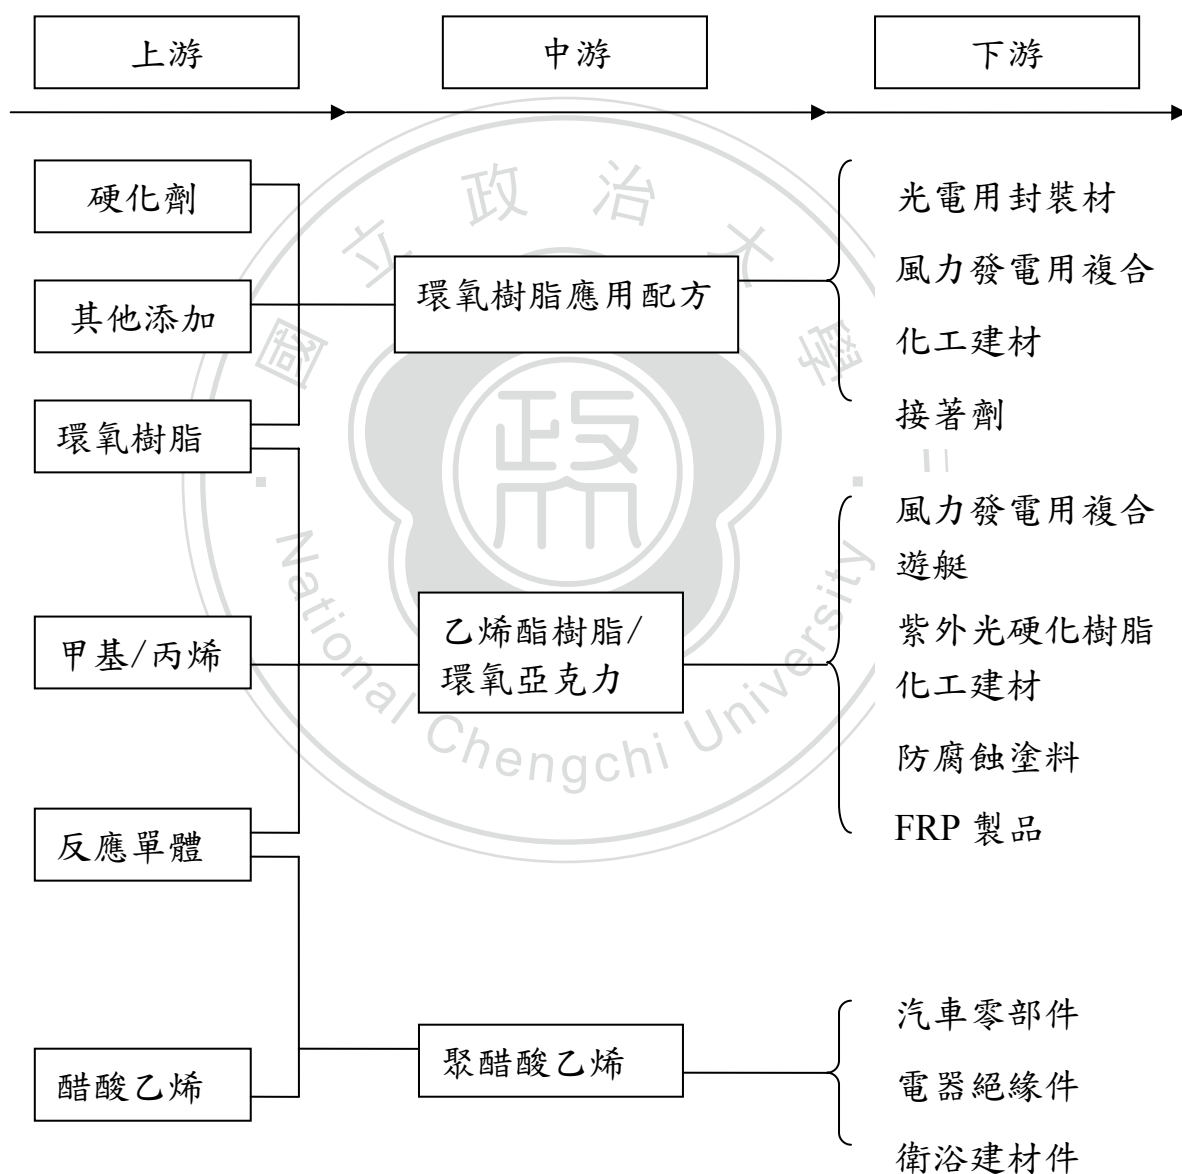 上游
中游
下游
硬化劑
其他添加
環氧樹脂
甲基/丙烯
反應單體
醋酸乙烯
環氧樹脂應用配方
乙烯酯樹脂/
環氧亞克力
聚醋酸乙烯
光電用封裝材
風力發電用複合
化工建材
接著劑
風力發電用複合
遊艇
紫外光硬化樹脂
化工建材
防腐蝕塗料
FRP 製品
汽車零部件
電器絕緣件
衛浴建材件
國立政治大學
政
National Chengchi University